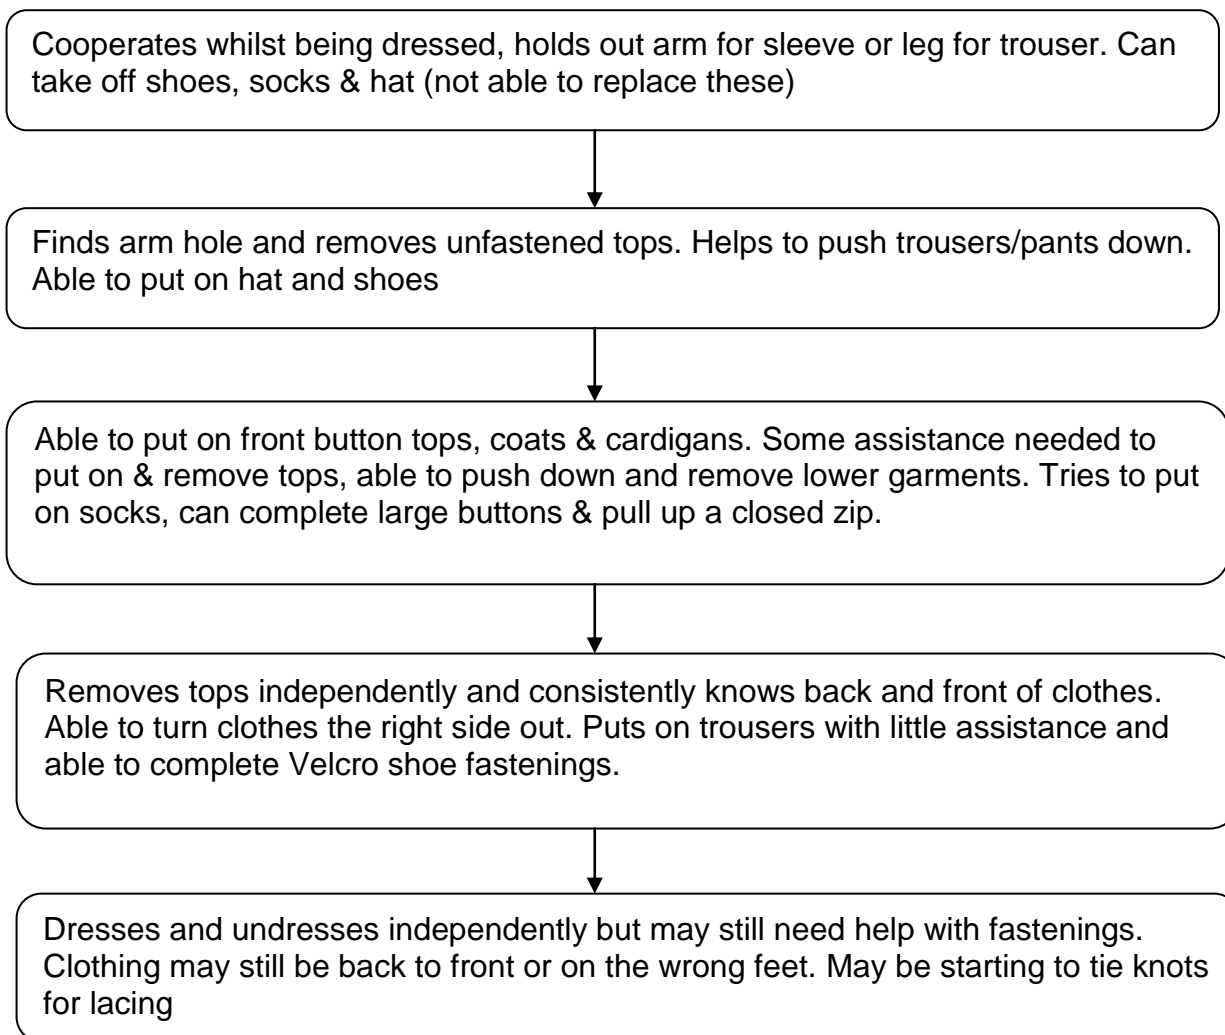 Cooperates whilst being dressed, holds out arm for sleeve or leg for trouser. Can
take off shoes, socks & hat (not able to replace these)
Finds arm hole and removes unfastened tops. Helps to push trousers/pants down.
Able to put on hat and shoes
Able to put on front button tops, coats & cardigans. Some assistance needed to
put on & remove tops, able to push down and remove lower garments. Tries to put
on socks, can complete large buttons & pull up a closed zip.
Removes tops independently and consistently knows back and front of clothes.
Able to turn clothes the right side out. Puts on trousers with little assistance and
able to complete Velcro shoe fastenings.
Dresses and undresses independently but may still need help with fastenings.
Clothing may still be back to front or on the wrong feet. May be starting to tie knots
for lacing